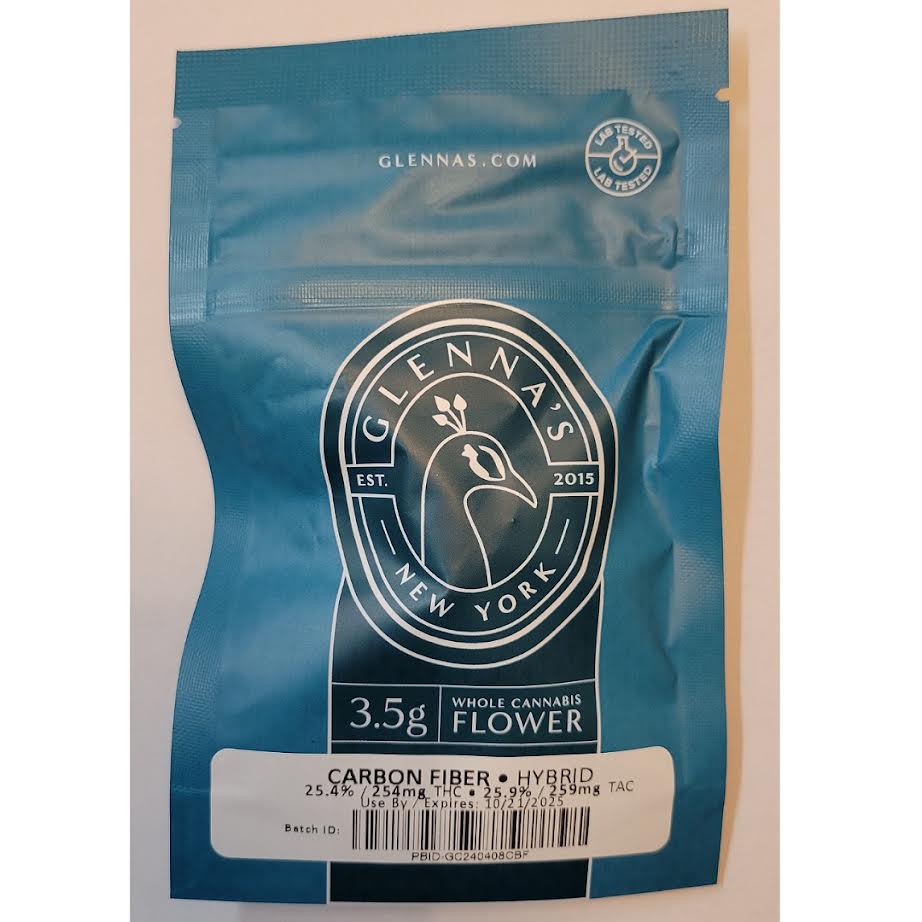 GLENNAS.COM
LAB TESTED
LAB TESTED
GLENNA'S
EST. 2015
NEW YORK
3.5g WHOLE CANNABIS
FLOWER
CARBON FIBER • HYBRID
25.4% / 254mg THC • 25.9% / 259mg TAC
Use By / Expires: 10/21/2025
Batch ID:
PBID-GC240408CBF